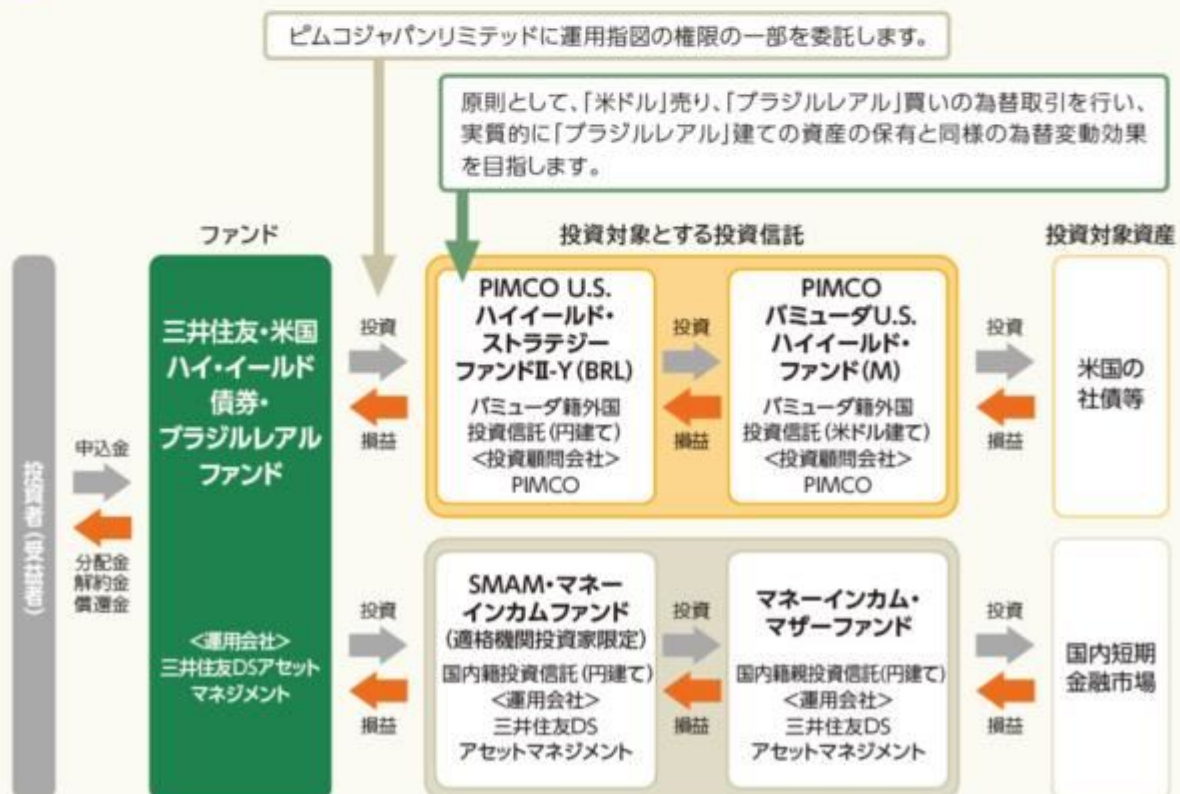 ピムコジャパンリミテッドに運用指図の権限の一部を委託します。
原則として、「米ドル」売り、「ブラジルレアル」買いの為替取引を行い、
実質的に「ブラジルレアル」建ての資産の保有と同様の為替変動効果
を目指します。
ファンド
投資対象とする投資信託
投資対象資産
投資者(受益者)
申込金
分配金
解約金
償還金
三井住友・米国
ハイ・イールド
債券・
ブラジルレアル
ファンド
<運用会社>
三井住友DSアセット
マネジメント
投資
損益
PIMCO U.S.
ハイイールド・
ストラテジー
ファンドⅡ-Y(BRL)
バミューダ籍外国
投資信託(円建て)
<投資顧問会社>
PIMCO
投資
損益
PIMCO
バミューダU.S.
ハイイールド・
ファンド(M)
バミューダ籍外国
投資信託(米ドル建て)
<投資顧問会社>
PIMCO
投資
損益
米国の
社債等
投資
損益
SMAM・マネー
インカムファンド
(適格機関投資家限定)
国内籍投資信託(円建て)
<運用会社>
三井住友DS
アセットマネジメント
投資
損益
マネーインカム・
マザーファンド
国内籍親投資信託(円建て)
<運用会社>
三井住友DS
アセットマネジメント
投資
損益
国内短期
金融市場